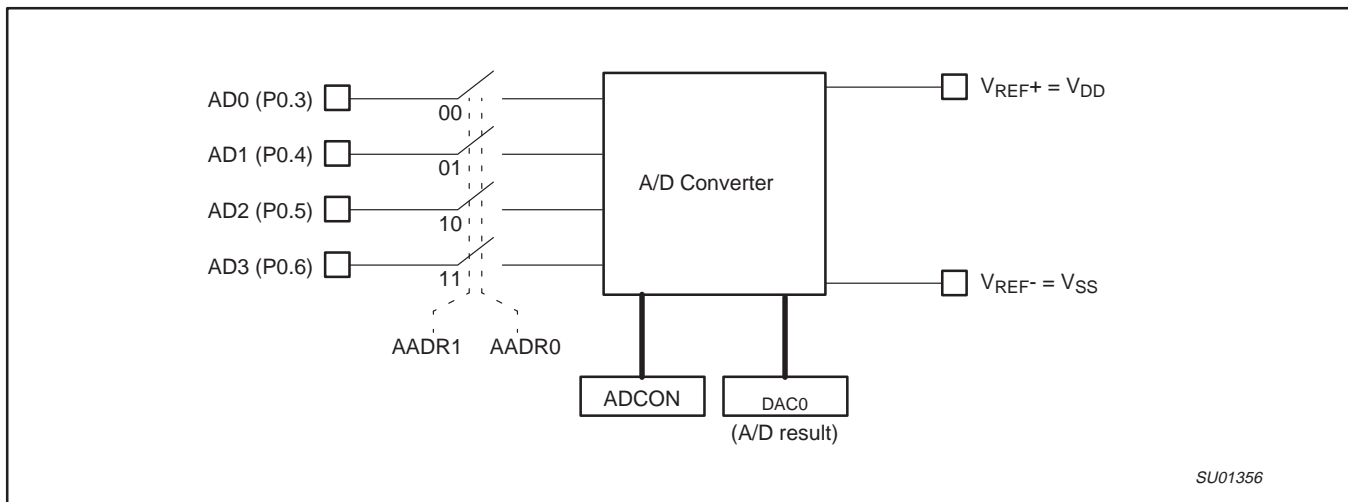 AD0 (P0.3)
00
AD1 (P0.4)
01
AD2 (P0.5)
10
AD3 (P0.6)
11
AADR1 AADR0
A/D Converter
VREF+ = VDD
VREF- = VSS
ADCON
DAC0
(A/D result)
SU01356